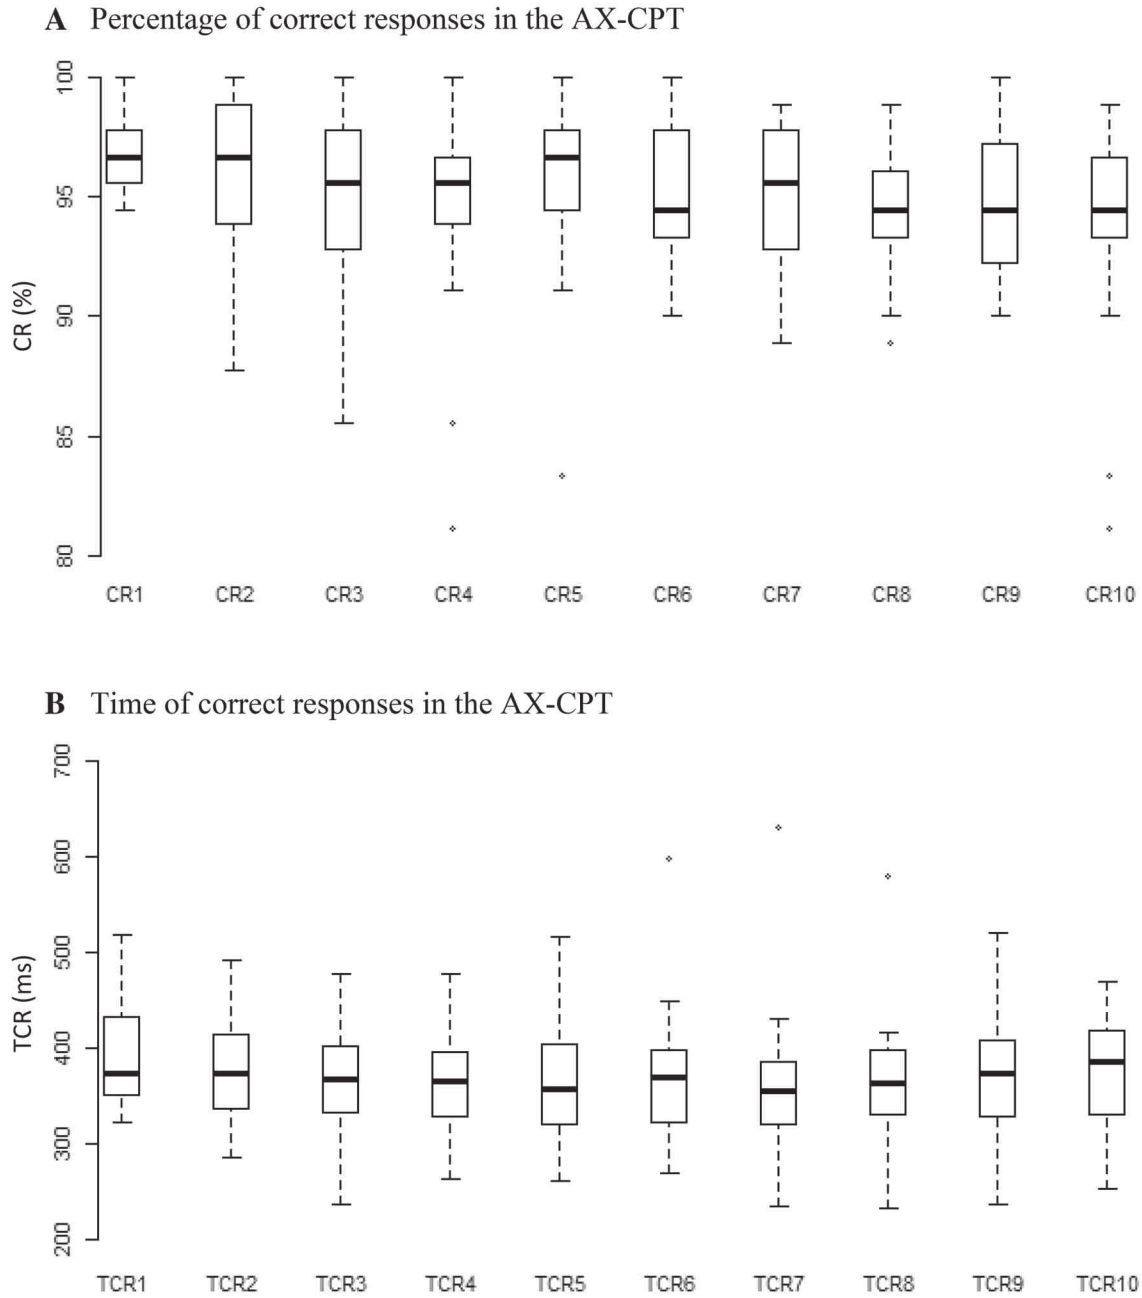 A Percentage of correct responses in the AX-CPT
100
95
90
85
80
CR (%)
CR1 CR2 CR3 CR4 CR5 CR6 CR7 CR8 CR9 CR10
B Time of correct responses in the AX-CPT
700
600
500
400
300
200
TCR (ms)
TCR1 TCR2 TCR3 TCR4 TCR5 TCR6 TCR7 TCR8 TCR9 TCR10